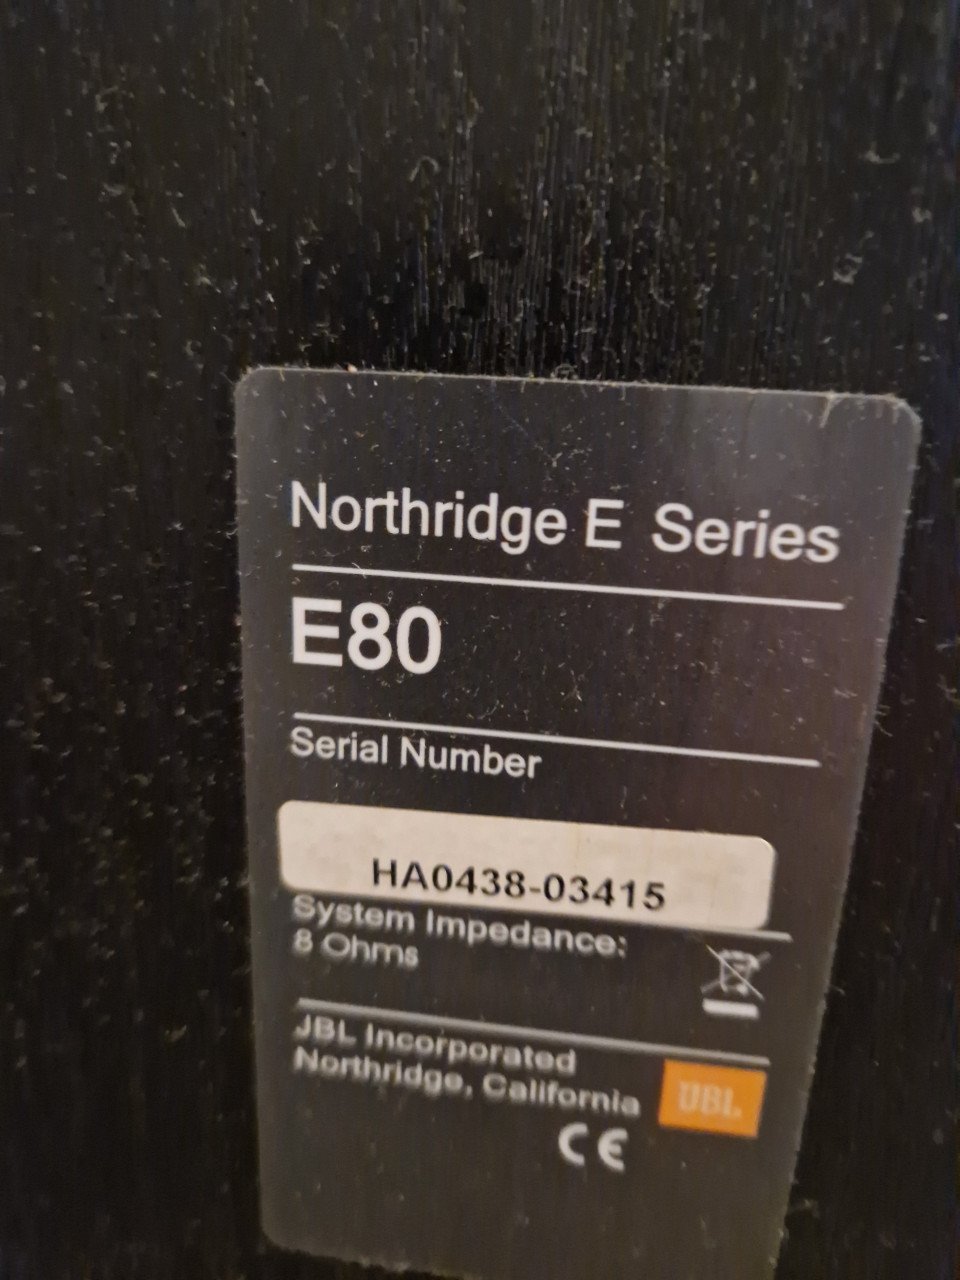 Northridge E Series
E80
Serial Number
HA0438-03415
System Impedance:
8 Ohms
JBL Incorporated
Northridge, California
JBL
CE